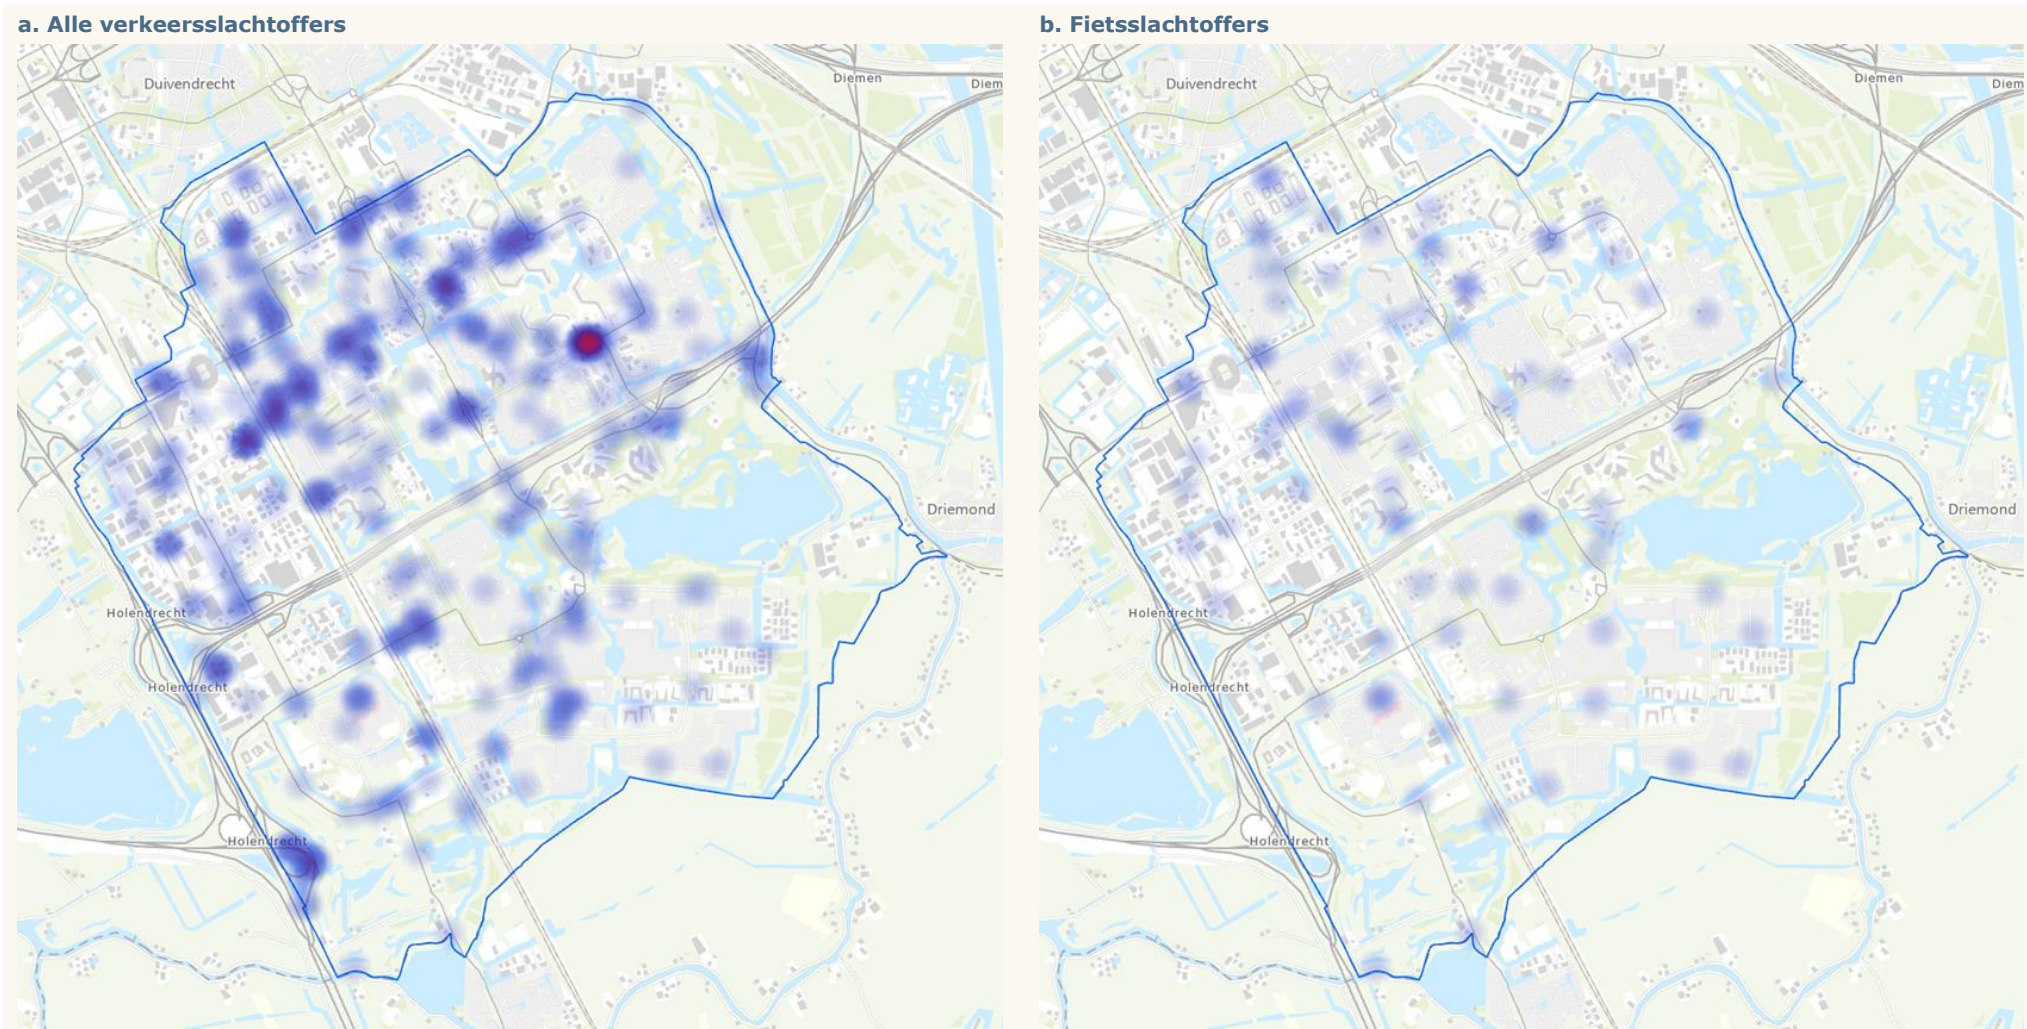 a. Alle verkeersslachtoffers
Duivendrecht
Diemen
Diem
Driemond
Holendrecht
Holendrecht
Holendrecht
b. Fietsslachtoffers
Duivendrecht
Diemen
Diem
Driemond
Holendrecht
Holendrecht
Holendrecht